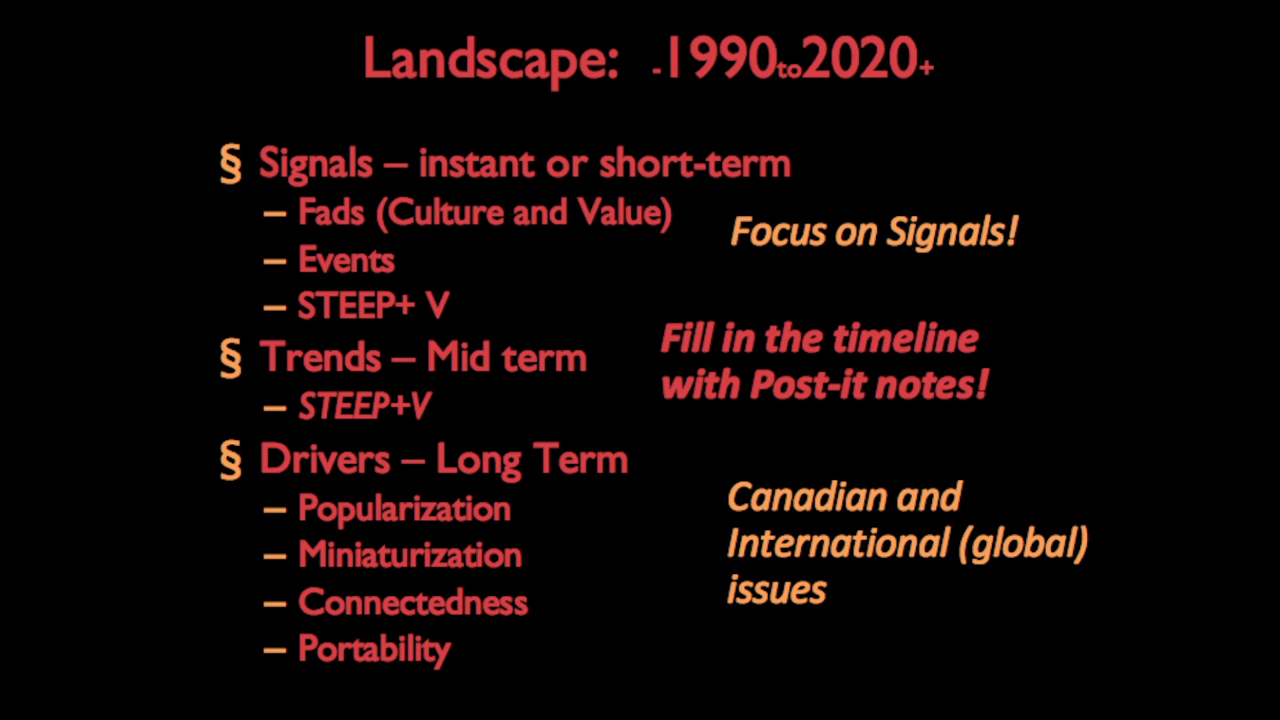 Landscape: -1990to2020+
§ Signals – instant or short-term
– Fads (Culture and Value)
– Events
– STEEP+ V
§ Trends – Mid term
– STEEP+V
§ Drivers – Long Term
– Popularization
– Miniaturization
– Connectedness
– Portability
Focus on Signals!
Fill in the timeline
with Post-it notes!
Canadian and
International (global)
issues